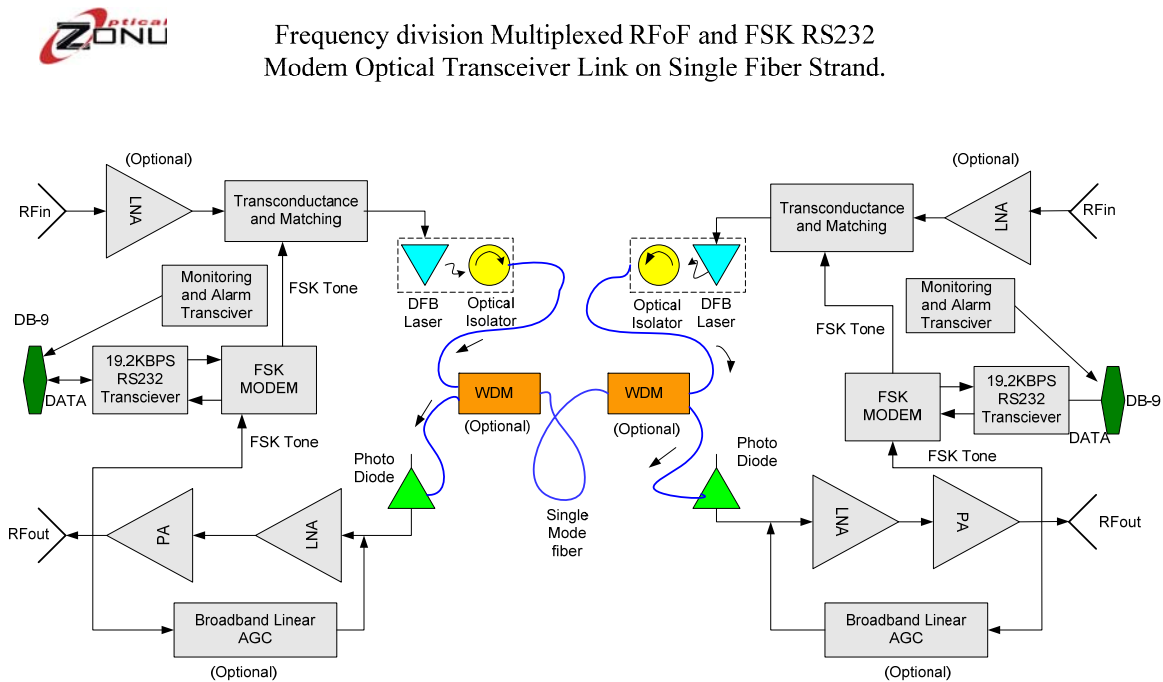 Optical
ZONU
Frequency division Multiplexed RFoF and FSK RS232
Modem Optical Transceiver Link on Single Fiber Strand.
(Optional)
RFin
LNA
Transconductance
and Matching
Monitoring
and Alarm
Transciver
FSK Tone
DFB
Laser
Optical
Isolator
DB-9
DATA
19.2KBPS
RS232
Transciever
FSK
MODEM
FSK Tone
WDM
(Optional)
Photo
Diode
RFout
PA
LNA
Broadband Linear
AGC
(Optional)
Single
Mode
fiber
(Optional)
Transconductance
and Matching
LNA
RFin
Optical
Isolator
DFB
Laser
FSK Tone
Monitoring
and Alarm
Transciver
WDM
(Optional)
FSK
MODEM
19.2KBPS
RS232
Transciever
DB-9
DATA
FSK Tone
Photo
Diode
LNA
PA
RFout
Broadband Linear
AGC
(Optional)